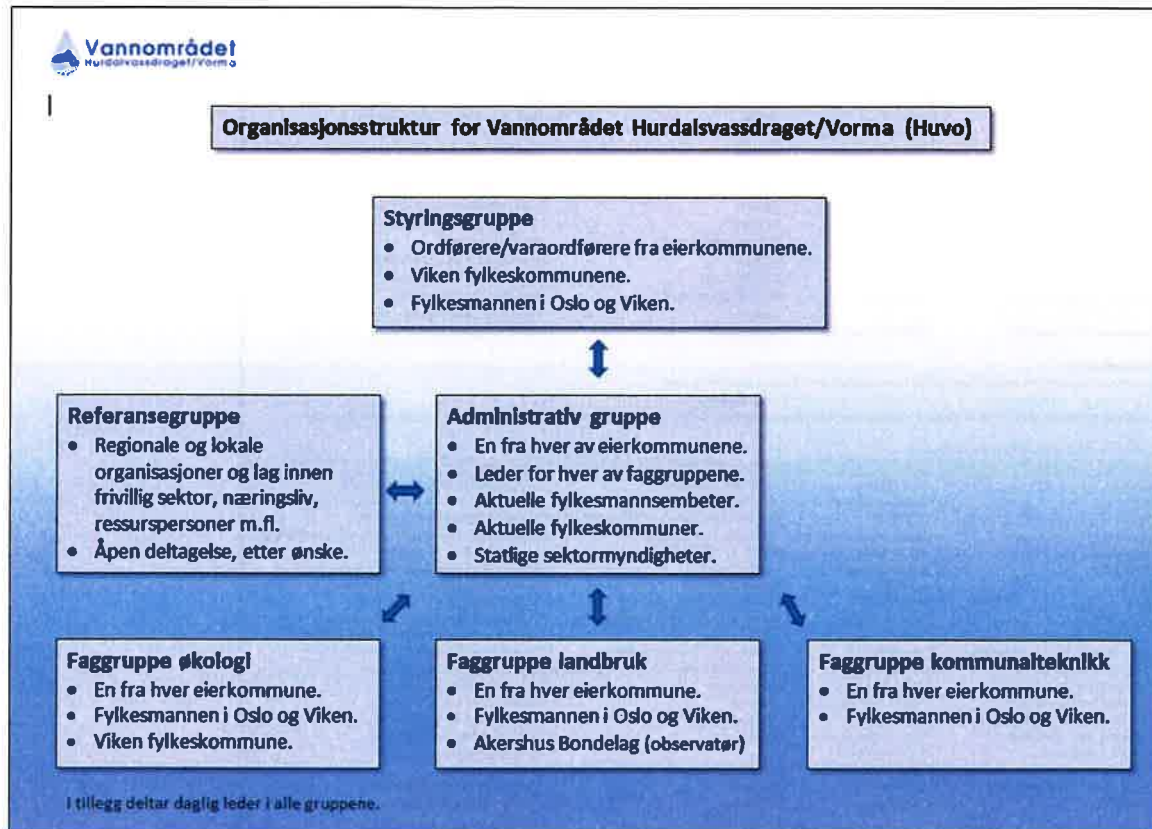 Vannområdet
Hurdalsvassdraget/Vorma
Organisasjonsstruktur for Vannområdet Hurdalsvassdraget/Vorma (Huvo)
Styringsgruppe
• Ordførere/varaordførere fra eierkommunene.
• Viken fylkeskommunene.
• Fylkesmannen i Oslo og Viken.
Referansegruppe
• Regionale og lokale
organisasjoner og lag innen
frivillig sektor, næringsliv,
ressurspersoner m.fl.
• Åpen deltagelse, etter ønske.
Administrativ gruppe
• En fra hver av eierkommunene.
• Leder for hver av faggruppene.
• Aktuelle fylkesmannsembeter.
• Aktuelle fylkeskommuner.
• Statlige sektormyndigheter.
Faggruppe økologi
• En fra hver eierkommune.
• Fylkesmannen i Oslo og Viken.
• Viken fylkeskommune.
Faggruppe landbruk
• En fra hver eierkommune.
• Fylkesmannen i Oslo og Viken.
• Akershus Bondelag (observatør)
Faggruppe kommunalteknikk
• En fra hver eierkommune.
• Fylkesmannen i Oslo og Viken.
I tillegg deltar daglig leder i alle gruppene.